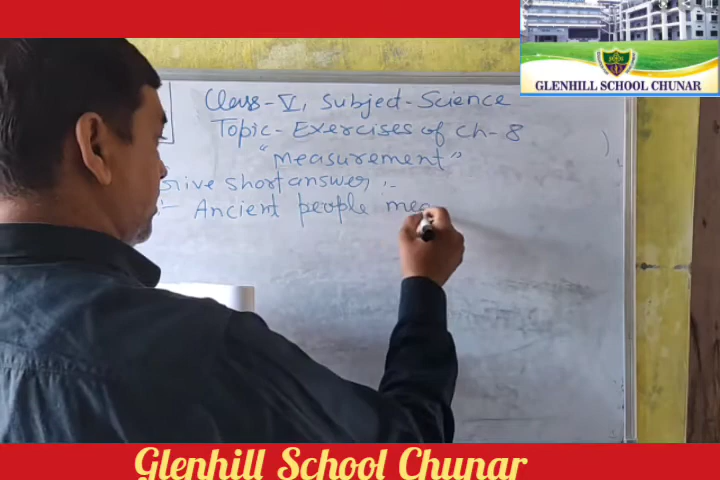 GLENHILL SCHOOL CHUNAR
Class-V, Subject-Science
Topic- Exercises of Ch-8
"Measurement"
Give short answer :-
:- Ancient people mea
Glenhill School Chunar